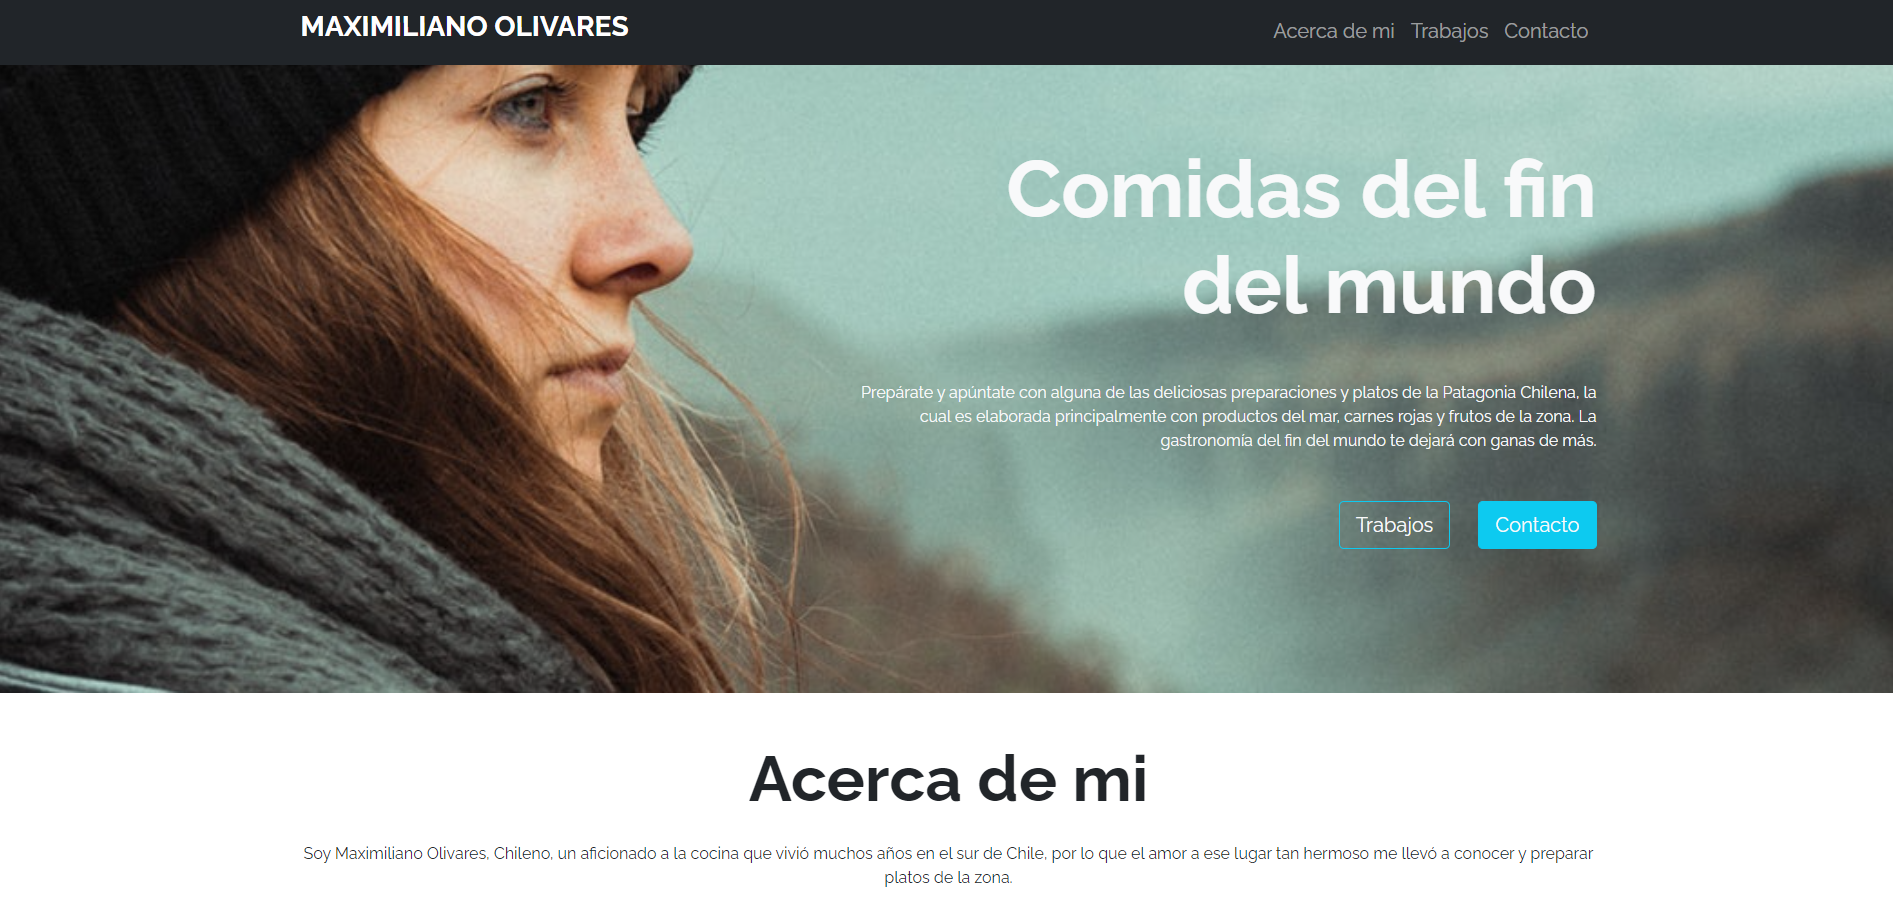 MAXIMILIANO OLIVARES
Acerca de mi Trabajos Contacto
Comidas del fin
del mundo
Prepárate y apúntate con alguna de las deliciosas preparaciones y platos de la Patagonia Chilena, la
cual es elaborada principalmente con productos del mar, carnes rojas y frutos de la zona. La
gastronomía del fin del mundo te dejará con ganas de más.
Trabajos Contacto
Acerca de mi
Soy Maximiliano Olivares, Chileno, un aficionado a la cocina que vivió muchos años en el sur de Chile, por lo que el amor a ese lugar tan hermoso me llevó a conocer y preparar
platos de la zona.